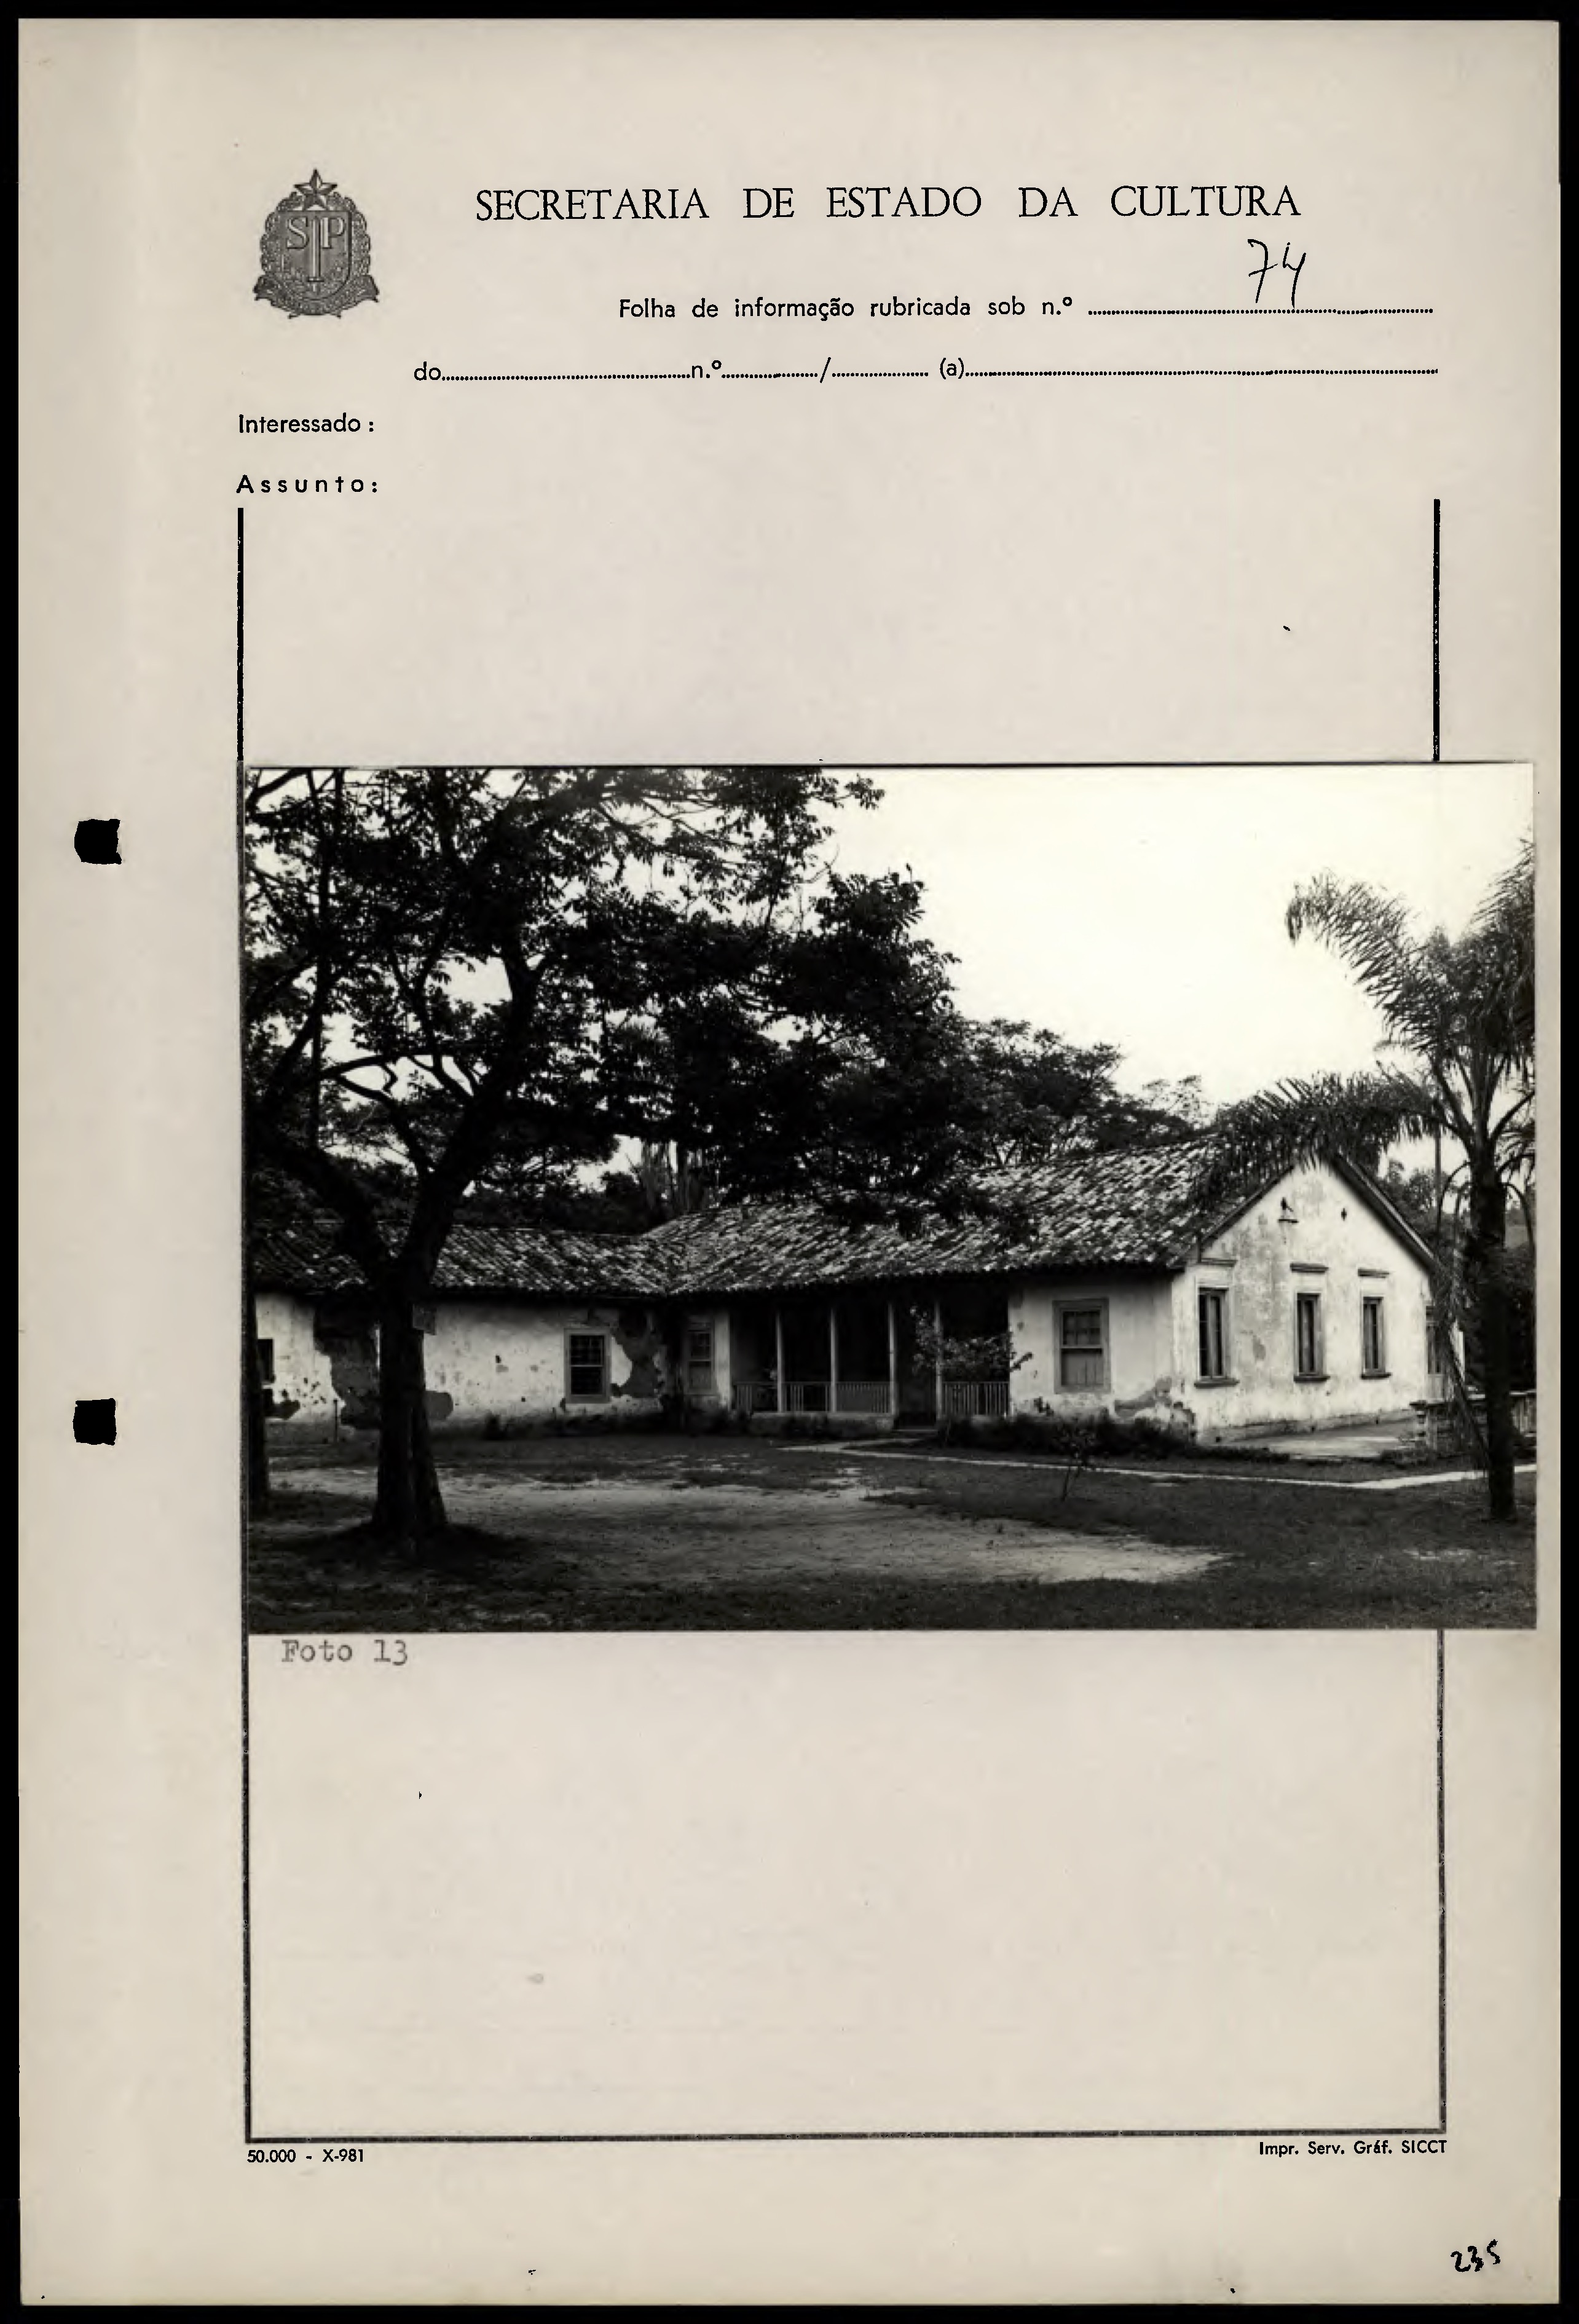 SP
SECRETARIA DE ESTADO DA CULTURA
74
Folha de informação rubricada sob n.º ..........
do..........n.º........../.......... (a)..........
Interessado :
Assunto:
Foto 13
50.000 - X-981
Impr. Serv. Gráf. SICCT
235